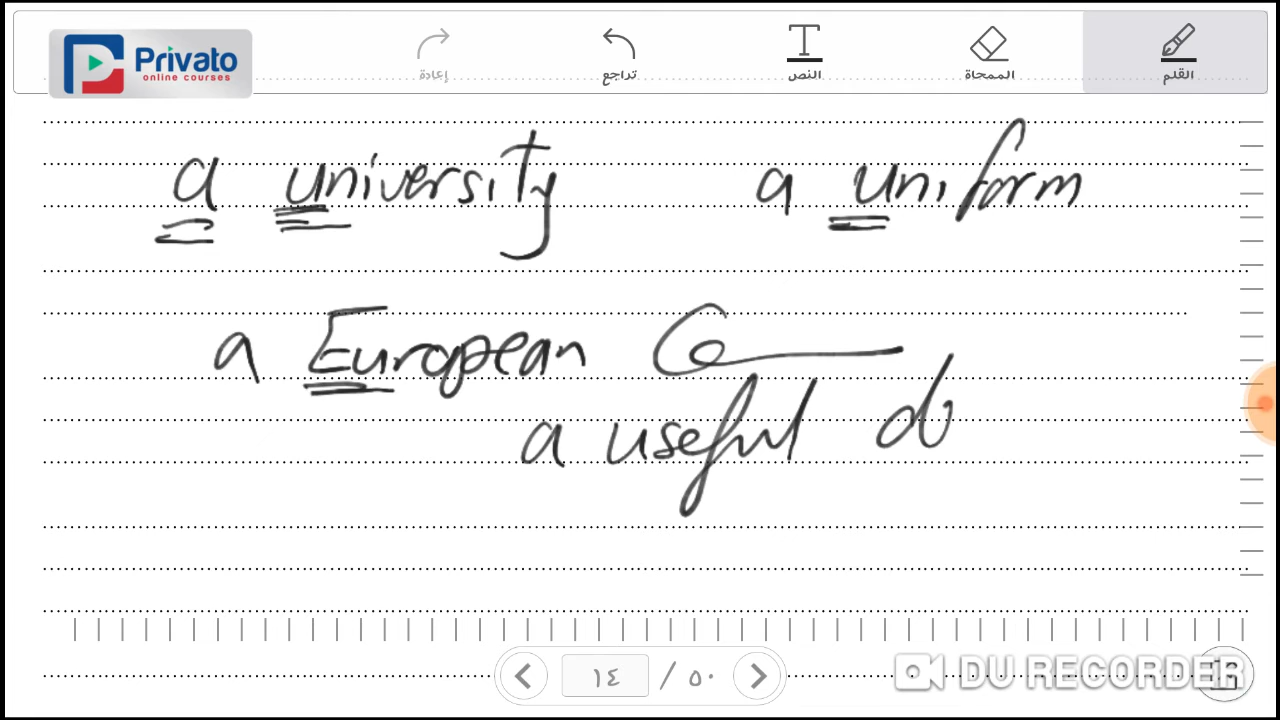 Privato
online courses
إعادة
تراجع
النص
الممحاة
القلم
a university a uniform
a European
a useful
١٤ / ٥٠
DU RECORDER